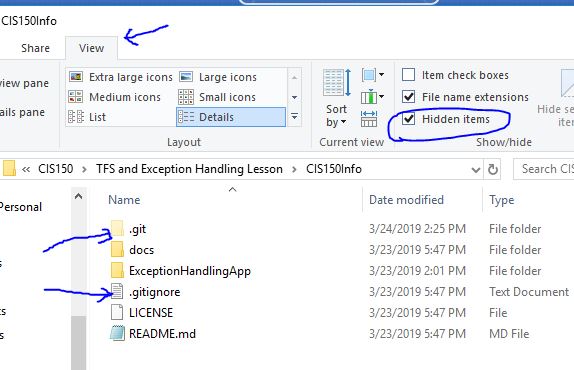 CIS150Info
Share View
view pane
Extra large icons Large icons
Medium icons Small icons
List Details
Layout
Sort by
Current view
Item check boxes
File name extensions
Hidden items
Show/hide
CIS150 > TFS and Exception Handling Lesson > CIS150Info
Search CIS
Name Date modified Type
Personal
.git 3/24/2019 2:25 PM File folder
docs 3/23/2019 5:47 PM File folder
ExceptionHandlingApp 3/23/2019 2:01 PM File folder
.gitignore 3/23/2019 5:47 PM Text Document
LICENSE 3/23/2019 5:47 PM File
README.md 3/23/2019 5:47 PM MD File